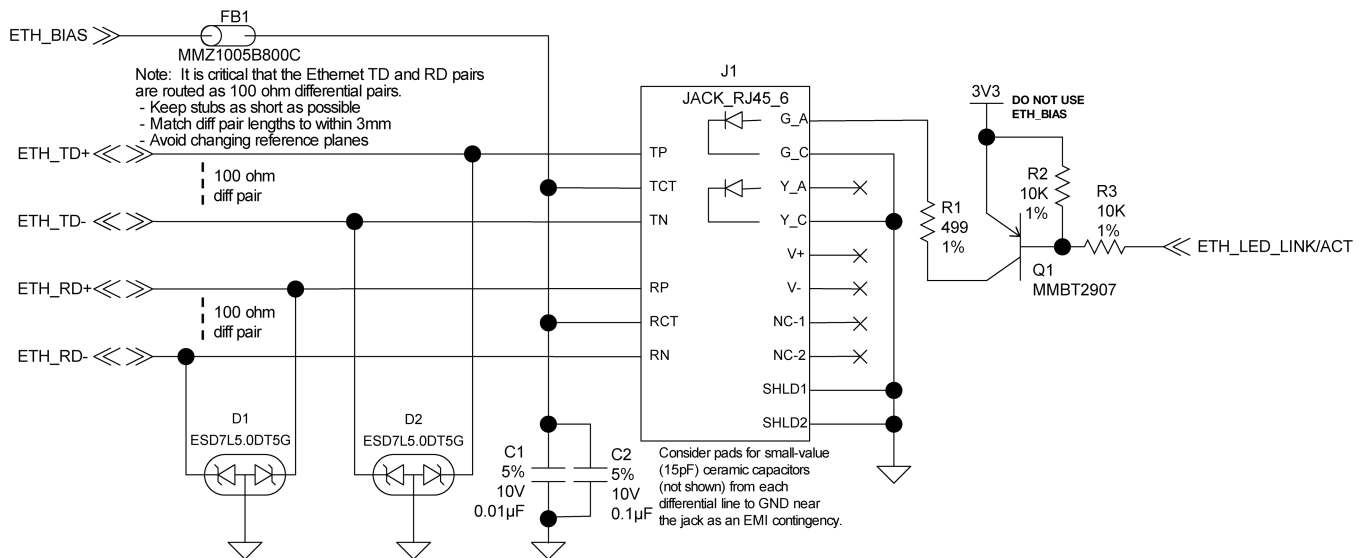 FB1
ETH_BIAS
MMZ1005B800C
Note: It is critical that the Ethernet TD and RD pairs
are routed as 100 ohm differential pairs.
- Keep stubs as short as possible
- Match diff pair lengths to within 3mm
- Avoid changing reference planes
ETH_TD+
100 ohm
diff pair
ETH_TD-
ETH_RD+
100 ohm
diff pair
ETH_RD-
D1
ESD7L5.0DT5G
D2
ESD7L5.0DT5G
C1
5%
10V
0.01µF
C2
5%
10V
0.1µF
J1
JACK_RJ45_6
TP
TCT
TN
RP
RCT
RN
G_A
G_C
Y_A
Y_C
V+
V-
NC-1
NC-2
SHLD1
SHLD2
Consider pads for small-value
(15pF) ceramic capacitors
(not shown) from each
differential line to GND near
the jack as an EMI contingency.
3V3
DO NOT USE
ETH_BIAS
R1
499
1%
R2
10K
1%
R3
10K
1%
Q1
MMBT2907
ETH_LED_LINK/ACT